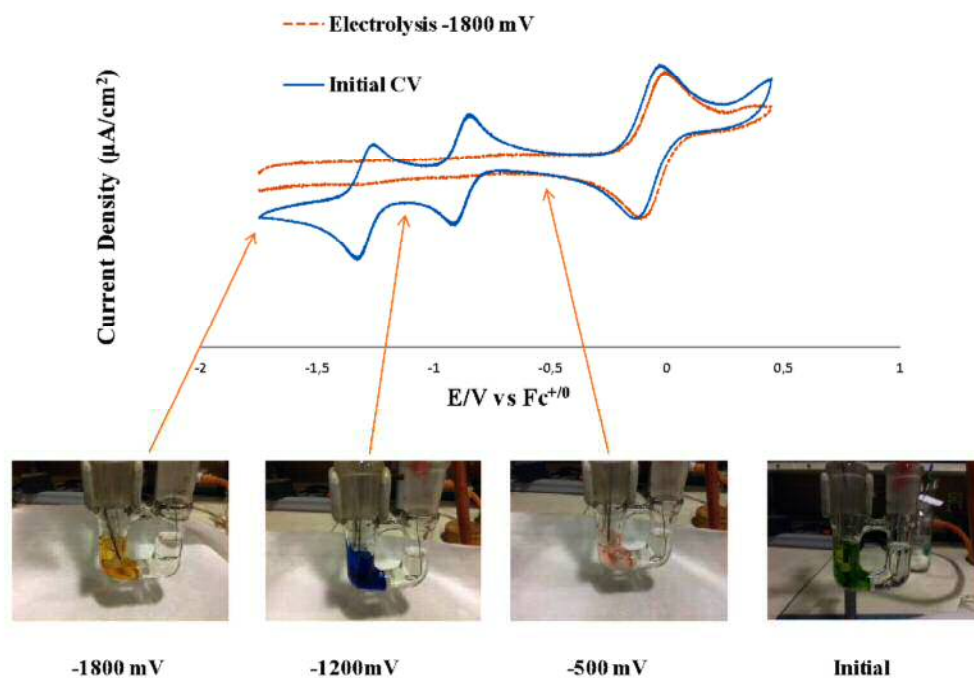 Electrolysis -1800 mV
Initial CV
Current Density (µA/cm²)
-2 -1,5 -1 -0,5 0 0,5 1
E/V vs Fc⁺/⁰
-1800 mV -1200mV -500 mV Initial